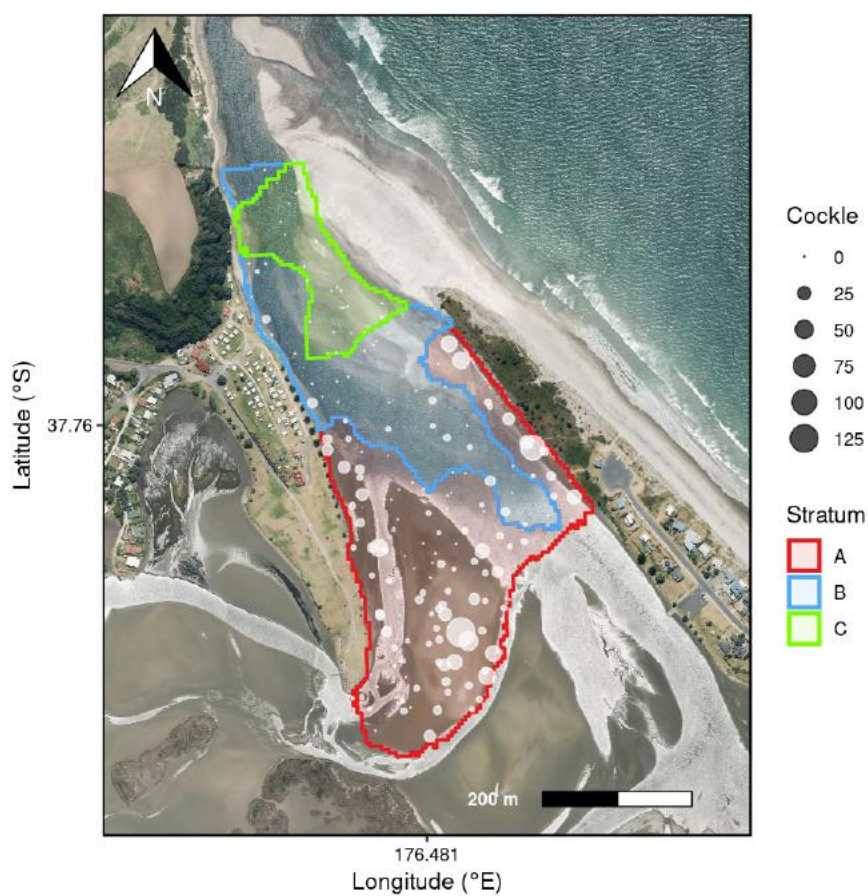 N
Cockle
0
25
50
75
100
125
Latitude (°S)
37.76
Stratum
A
B
C
200 m
176.481
Longitude (°E)